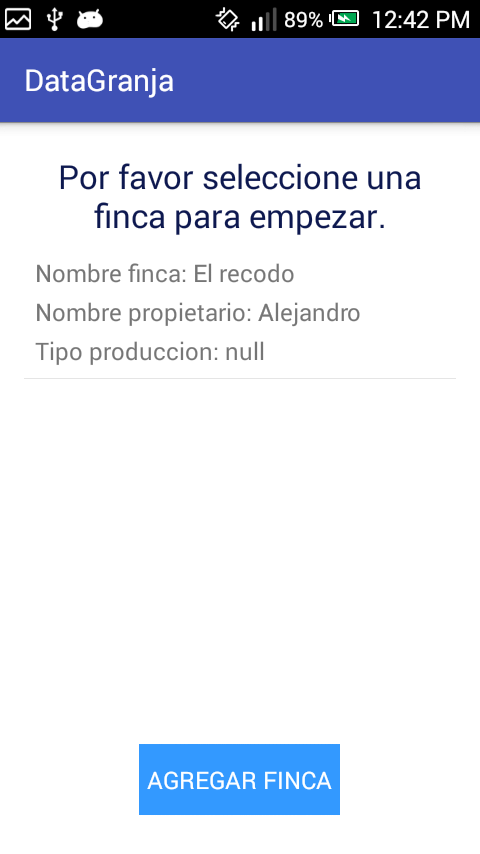 89% 12:42 PM
DataGranja
Por favor seleccione una
finca para empezar.
Nombre finca: El recodo
Nombre propietario: Alejandro
Tipo produccion: null
AGREGAR FINCA